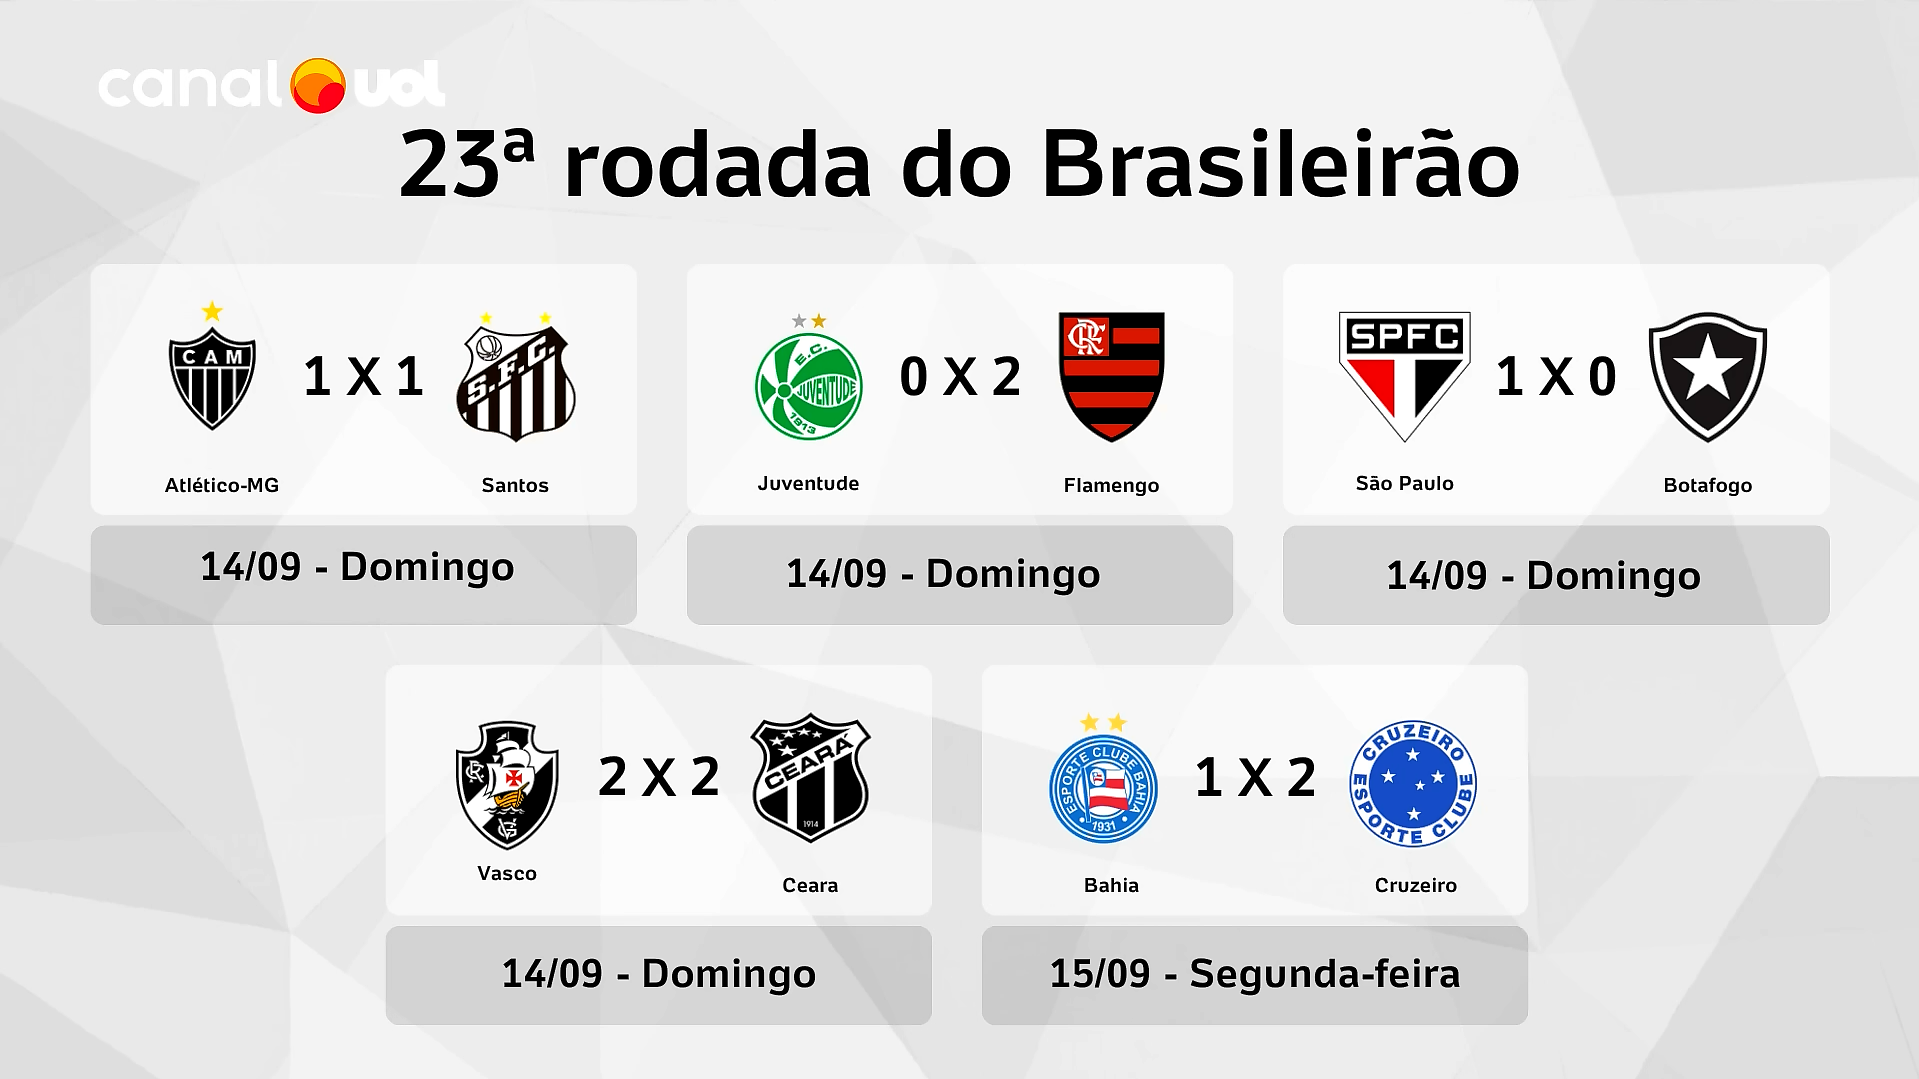 canal uol
23ª rodada do Brasileirão
CAM
1 X 1
S.F.C.
Atlético-MG
Santos
14/09 - Domingo
E.C.
JUVENTUDE
1913
0 X 2
CRF
Juventude
Flamengo
14/09 - Domingo
SPFC
1 X 0
São Paulo
Botafogo
14/09 - Domingo
2 X 2
CEARÁ
1914
Vasco
Ceara
14/09 - Domingo
ESPORTE CLUBE BAHIA
1931
1 X 2
CRUZEIRO
ESPORTE CLUBE
Bahia
Cruzeiro
15/09 - Segunda-feira